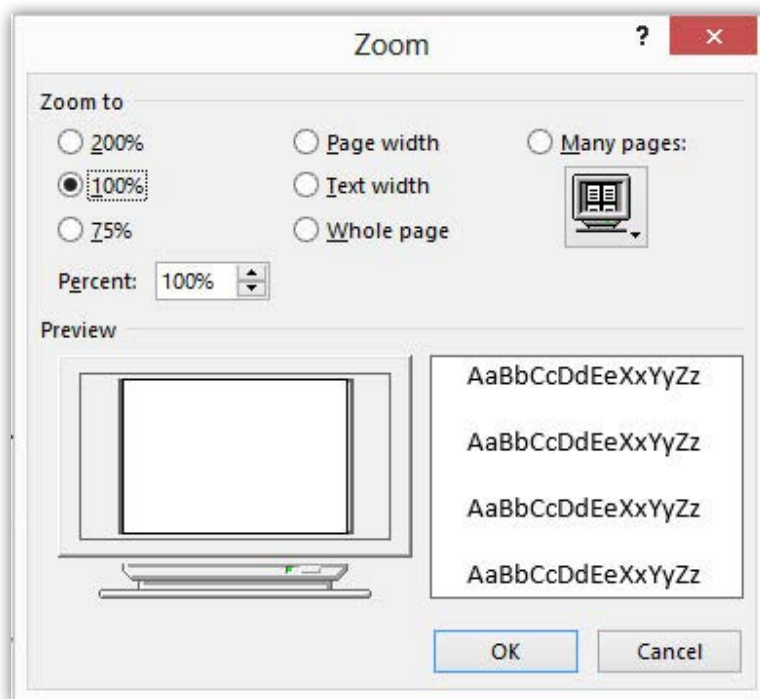 Zoom
?
Zoom to
200%
Page width
Many pages:
100%
Text width
75%
Whole page
Percent: 100%
Preview
AaBbCcDdEeXxYyZz
AaBbCcDdEeXxYyZz
AaBbCcDdEeXxYyZz
AaBbCcDdEeXxYyZz
OK
Cancel